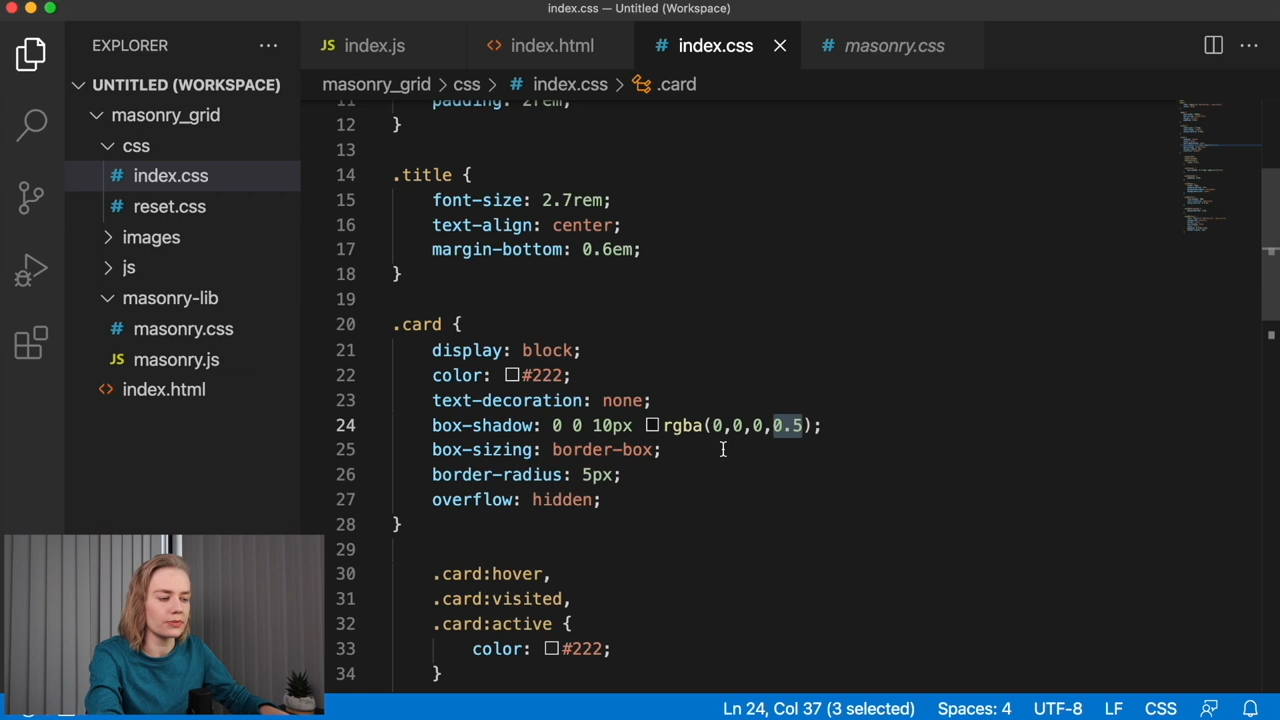 index.css — Untitled (Workspace)
EXPLORER
JS index.js
<> index.html
# index.css
# masonry.css
UNTITLED (WORKSPACE)
masonry_grid > css > # index.css > .card
masonry_grid
css
# index.css
# reset.css
images
js
masonry-lib
# masonry.css
JS masonry.js
<> index.html
11 padding: 2rem;
12 }
13
14 .title {
15 font-size: 2.7rem;
16 text-align: center;
17 margin-bottom: 0.6em;
18 }
19
20 .card {
21 display: block;
22 color: #222;
23 text-decoration: none;
24 box-shadow: 0 0 10px rgba(0,0,0,0.5);
25 box-sizing: border-box;
26 border-radius: 5px;
27 overflow: hidden;
28 }
29
30 .card:hover,
31 .card:visited,
32 .card:active {
33 color: #222;
34 }
Ln 24, Col 37 (3 selected) Spaces: 4 UTF-8 LF CSS